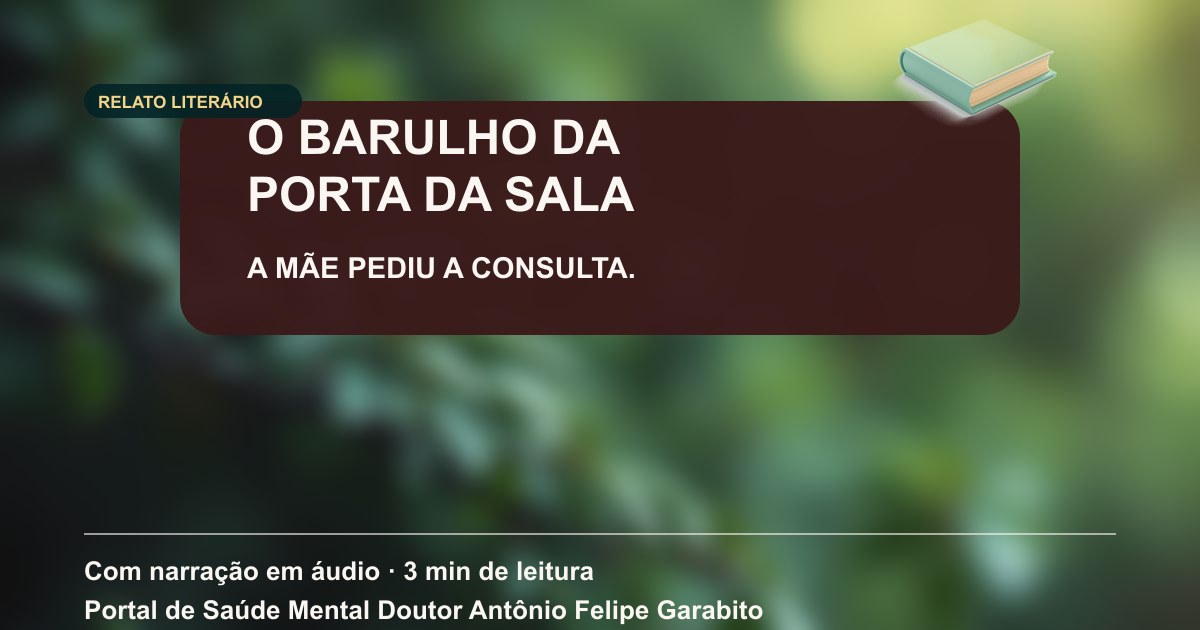 RELATO LITERÁRIO
O BARULHO DA
PORTA DA SALA
A MÃE PEDIU A CONSULTA.
Com narração em áudio · 3 min de leitura
Portal de Saúde Mental Doutor Antônio Felipe Garabito